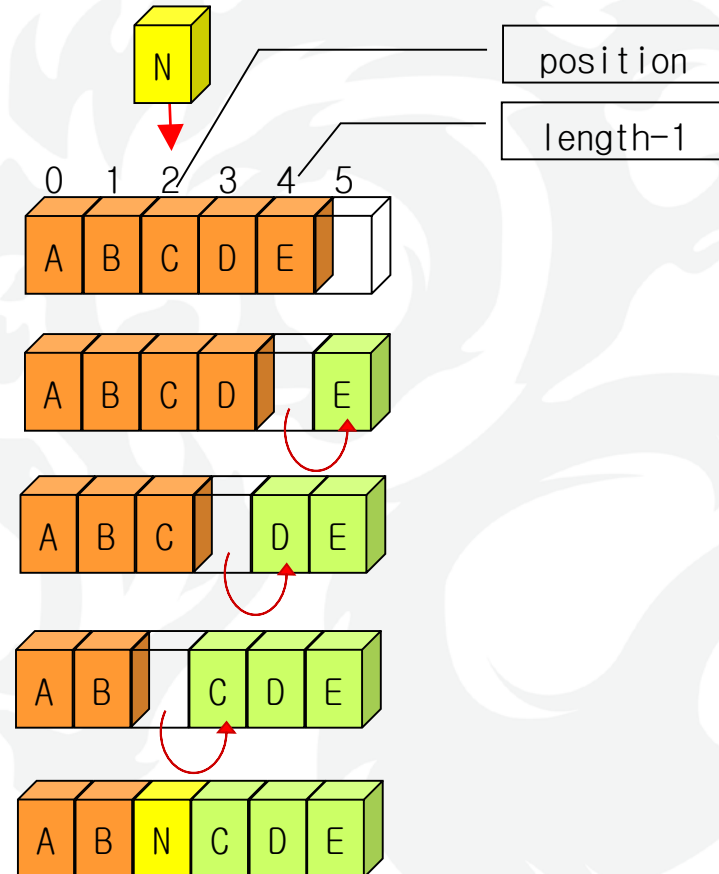 N
position
length-1
0 1 2 3 4 5
A B C D E
A B C D E
A B C D E
A B C D E
A B N C D E